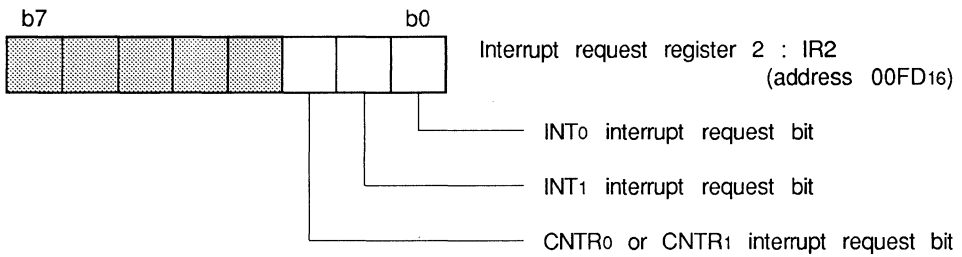 b7 b0
Interrupt request register 2 : IR2
(address 00FD16)
INT0 interrupt request bit
INT1 interrupt request bit
CNTR0 or CNTR1 interrupt request bit